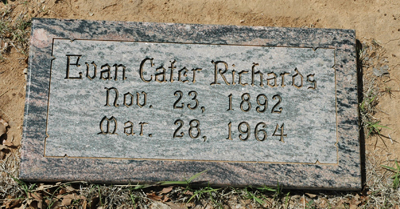 Evan Cater Richards
Nov. 23, 1892
Mar. 28, 1964